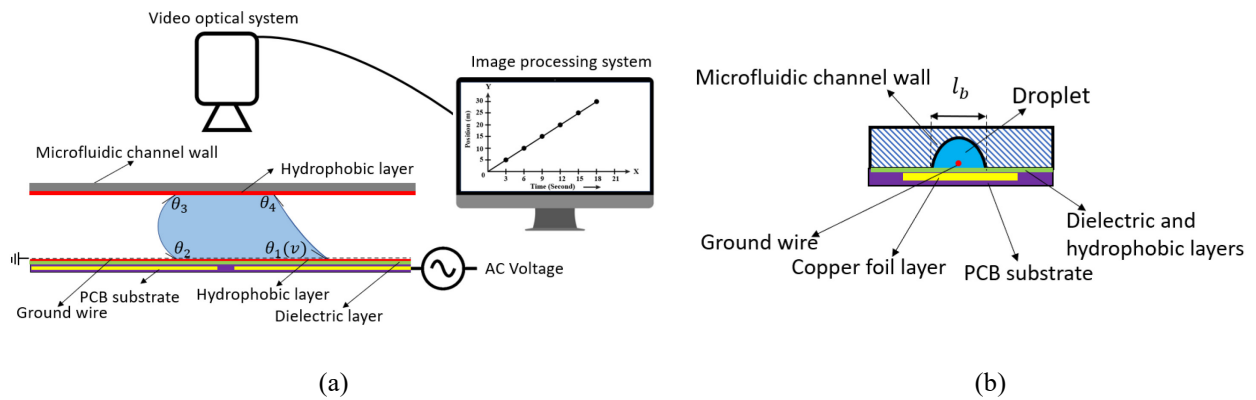 Video optical system
Image processing system
Y
Position (m)
30
25
20
15
10
5
0
3 6 9 12 15 18 21
X
Time (Second)
Microfluidic channel wall
Hydrophobic layer
θ3
θ4
θ2
θ1(v)
AC Voltage
PCB substrate
Hydrophobic layer
Ground wire
Dielectric layer
(a)
Microfluidic channel wall
lb
Droplet
Ground wire
Copper foil layer
PCB substrate
Dielectric and
hydrophobic layers
(b)